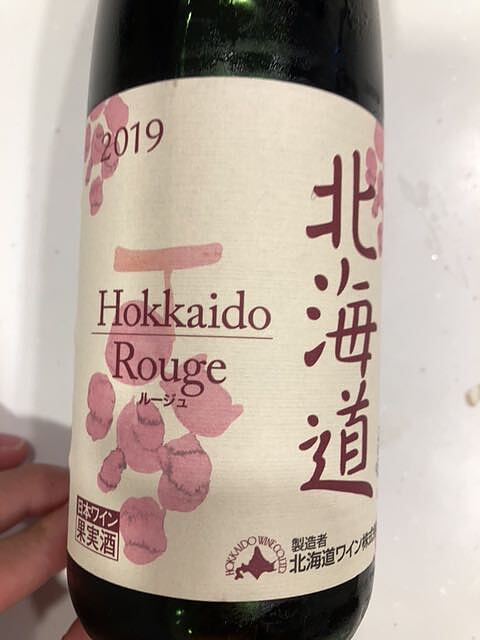 2019
北海道
Hokkaido
Rouge
ルージュ
日本ワイン
果実酒
HOKKAIDO WINE CO.,LTD
製造者
北海道ワイン株式